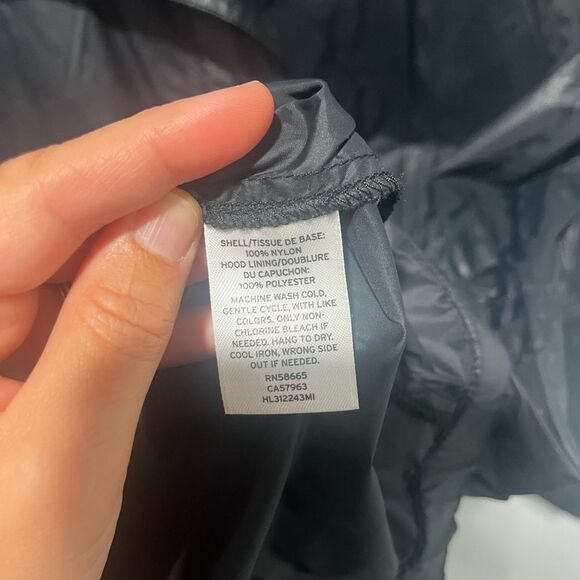 SHELL/TISSUE DE BASE:
100% NYLON
HOOD LINING/DOUBLURE
DU CAPUCHON:
100% POLYESTER
MACHINE WASH COLD,
GENTLE CYCLE, WITH LIKE
COLORS. ONLY NON-
CHLORINE BLEACH IF
NEEDED. HANG TO DRY.
COOL IRON, WRONG SIDE
OUT IF NEEDED.
RN58665
CA57963
HL312243MI